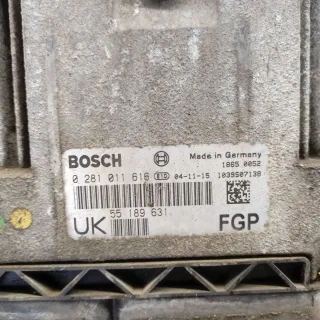 BOSCH Made in Germany
1865 0052
0 281 011 616 E10 04-11-15 1039S07138
55 189 631
UK FGP